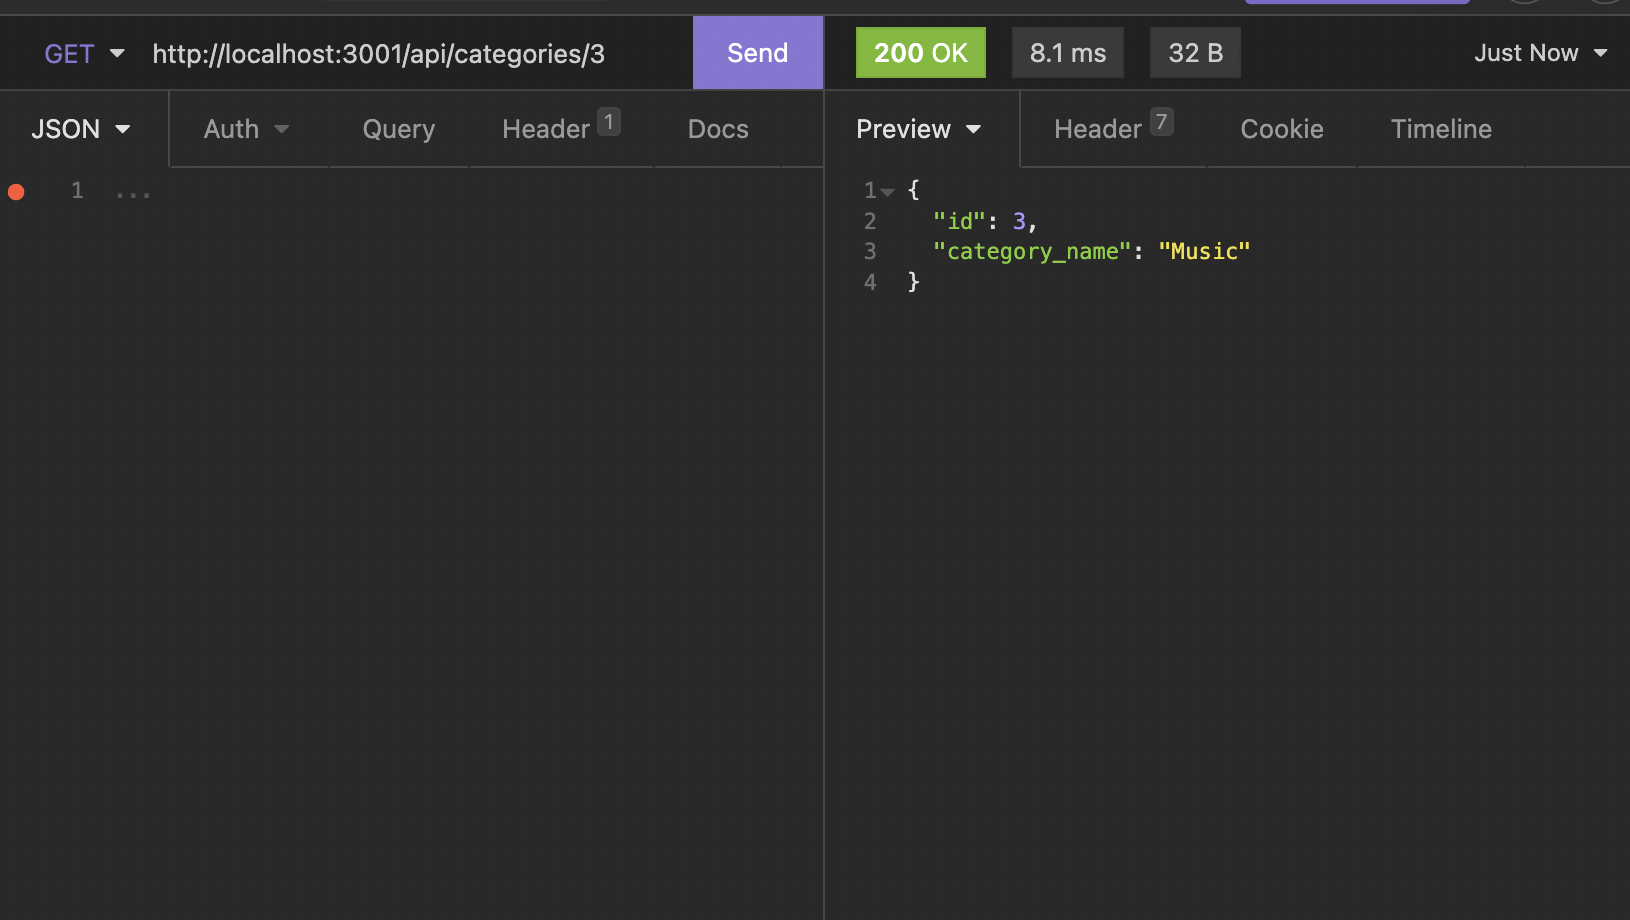 GET http://localhost:3001/api/categories/3 Send 200 OK 8.1 ms 32 B Just Now
JSON Auth Query Header 1 Docs Preview Header 7 Cookie Timeline
1 ...
1 {
2 "id": 3,
3 "category_name": "Music"
4 }